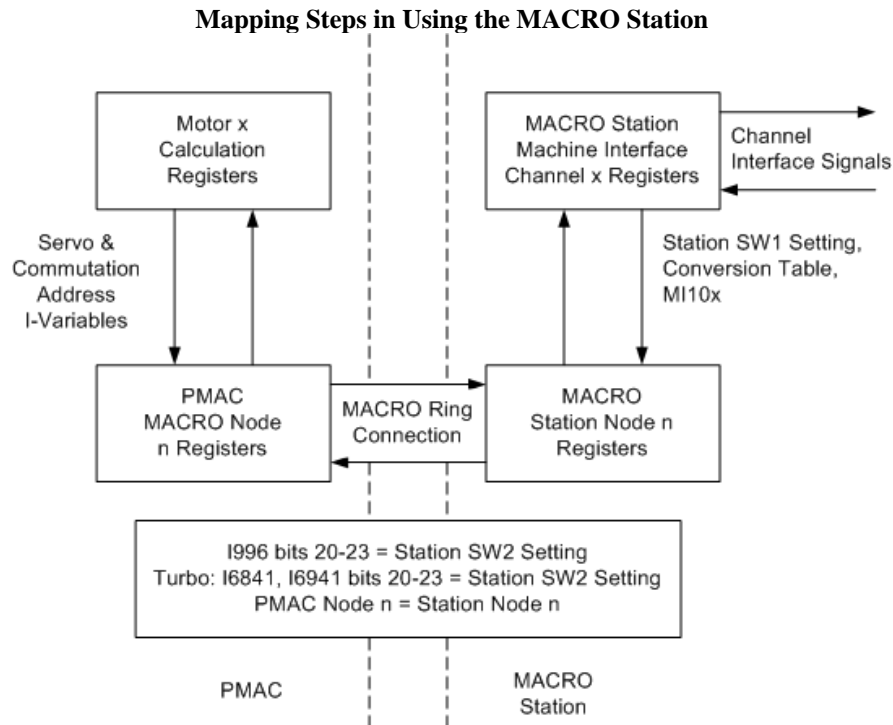 Mapping Steps in Using the MACRO Station
Motor x
Calculation
Registers
MACRO Station
Machine Interface
Channel x Registers
Channel
Interface Signals
Servo &
Commutation
Address
I-Variables
Station SW1 Setting,
Conversion Table,
MI10x
PMAC
MACRO Node
n Registers
MACRO Ring
Connection
MACRO
Station Node n
Registers
I996 bits 20-23 = Station SW2 Setting
Turbo: I6841, I6941 bits 20-23 = Station SW2 Setting
PMAC Node n = Station Node n
PMAC
MACRO
Station